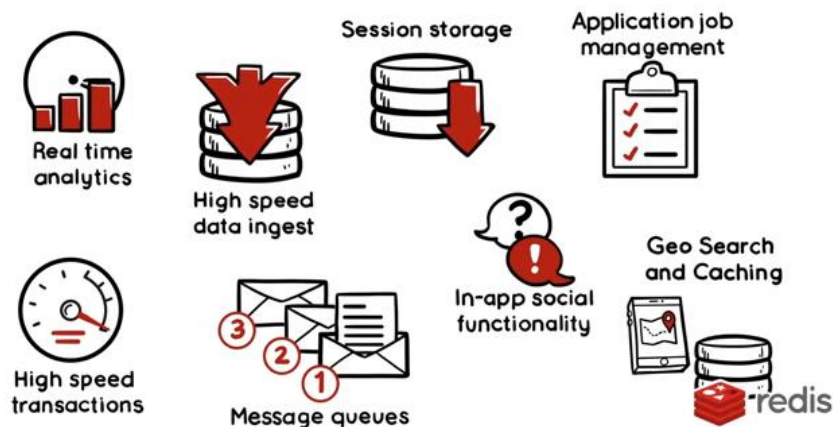 Session storage
Application job
management
Real time
analytics
High speed
data ingest
?
!
In-app social
functionality
Geo Search
and Caching
High speed
transactions
3
2
1
Message queues
redis